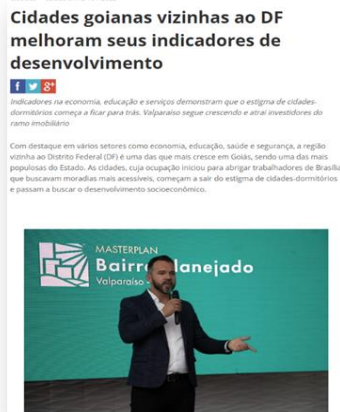 Cidades goianas vizinhas ao DF
melhoram seus indicadores de
desenvolvimento
f
g+
Indicadores na economia, educação e serviços demonstram que o estigma de cidades-
dormitórios começa a ficar para trás. Valparaíso segue crescendo e atrai investidores do
ramo imobiliário
Com destaque em vários setores como economia, educação, saúde e segurança, a região
vizinha ao Distrito Federal (DF) é uma das que mais cresce em Goiás, sendo uma das mais
populosas do Estado. As cidades, cuja ocupação iniciou para abrigar trabalhadores de Brasília
que buscavam moradias mais acessíveis, começam a sair do estigma de cidades-dormitórios
e passam a buscar o desenvolvimento socioeconômico.
MASTERPLAN
Bairro Planejado
Valparaíso